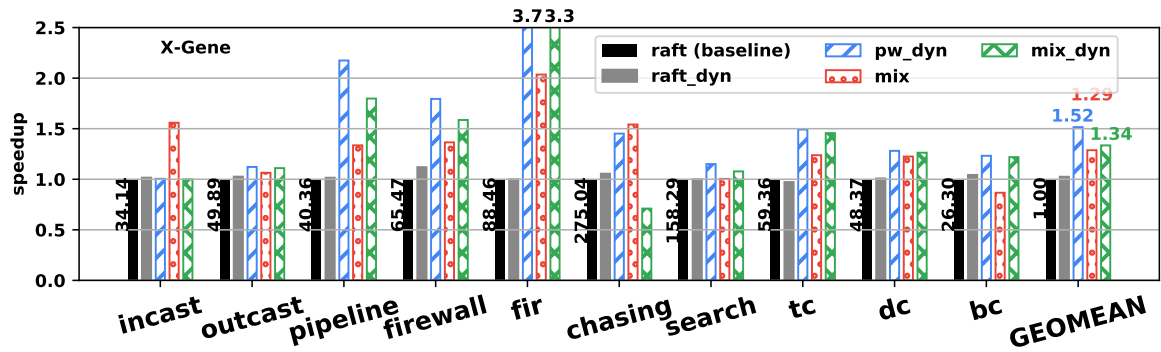 3.7 3.3
2.5
X-Gene
raft (baseline)
raft_dyn
pw_dyn
mix
mix_dyn
2.0
1.5
1.0
0.5
0.0
speedup
34.14
49.89
40.36
65.47
88.46
275.04
158.29
59.36
48.37
26.30
1.00
1.52
1.29
1.34
incast
outcast
pipeline
firewall
fir
chasing
search
tc
dc
bc
GEOMEAN